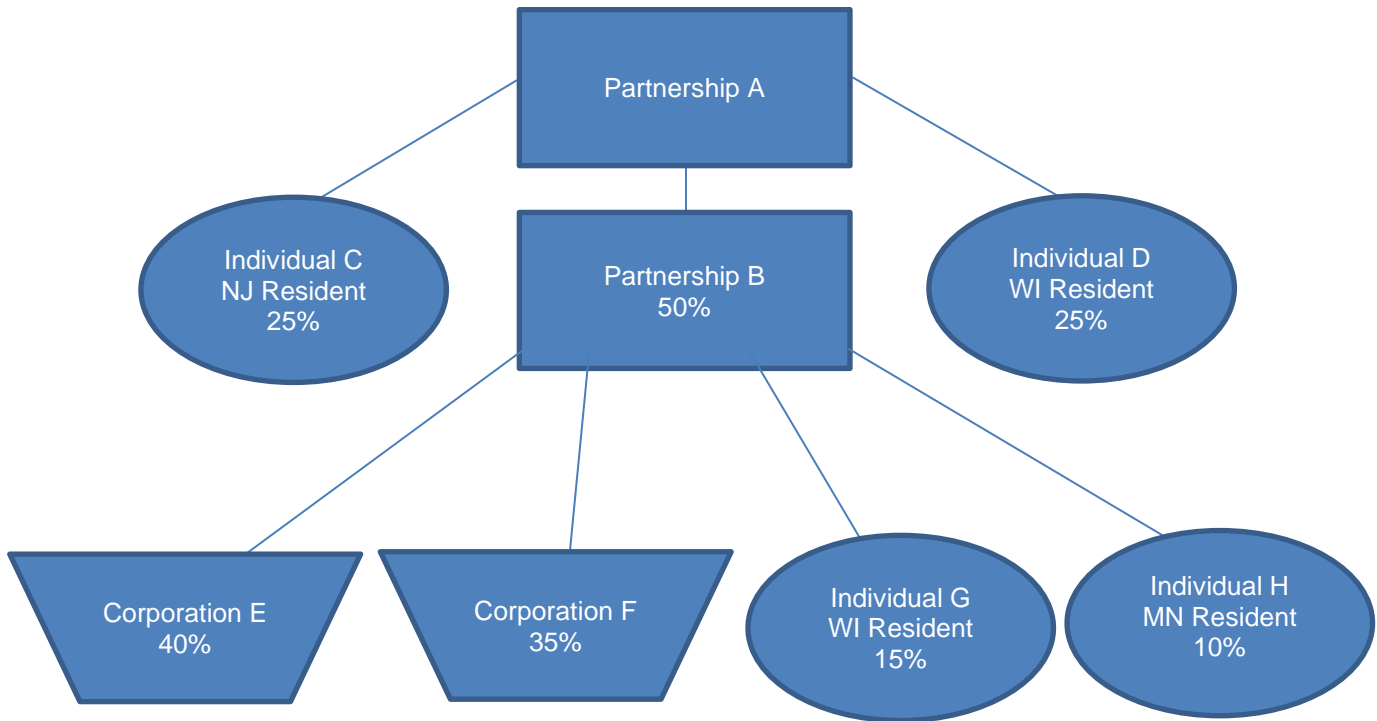 Partnership A
Individual C
NJ Resident
25%
Partnership B
50%
Individual D
WI Resident
25%
Corporation E
40%
Corporation F
35%
Individual G
WI Resident
15%
Individual H
MN Resident
10%